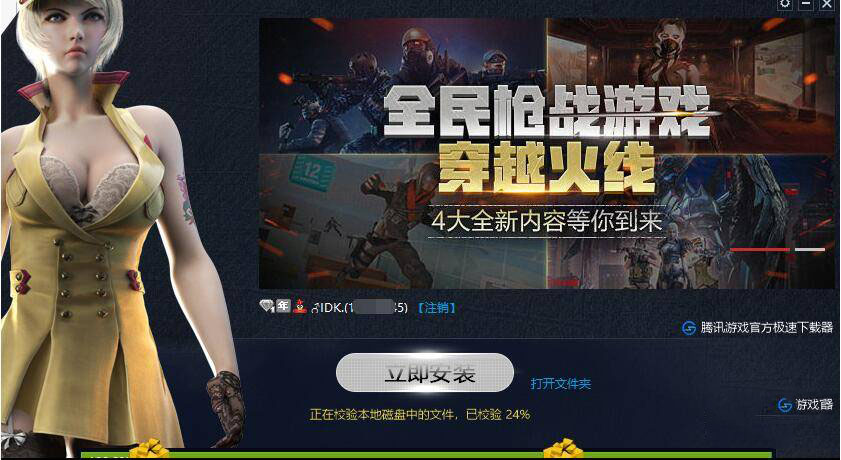 全民枪战游戏
穿越火线
4大全新内容等你到来
年 ♂IDK.(1 5) 【注销】
腾讯游戏官方极速下载器
立即安装
打开文件夹
正在校验本地磁盘中的文件，已校验 24%
游戏